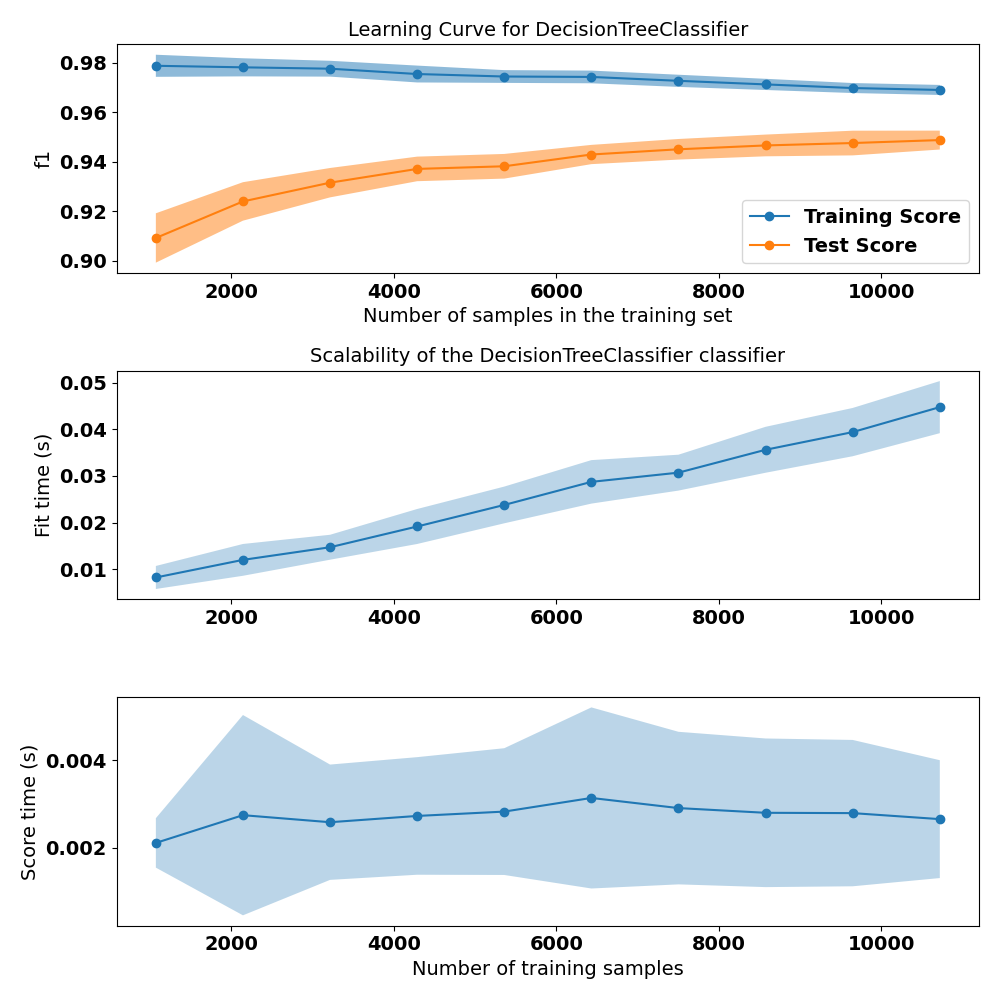 Learning Curve for DecisionTreeClassifier
0.98
0.96
0.94
0.92
0.90
f1
Training Score
Test Score
2000 4000 6000 8000 10000
Number of samples in the training set
Scalability of the DecisionTreeClassifier classifier
0.05
0.04
0.03
0.02
0.01
Fit time (s)
2000 4000 6000 8000 10000
0.004
0.002
Score time (s)
2000 4000 6000 8000 10000
Number of training samples